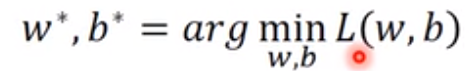 w*, b* = arg min L(w, b)
w,b